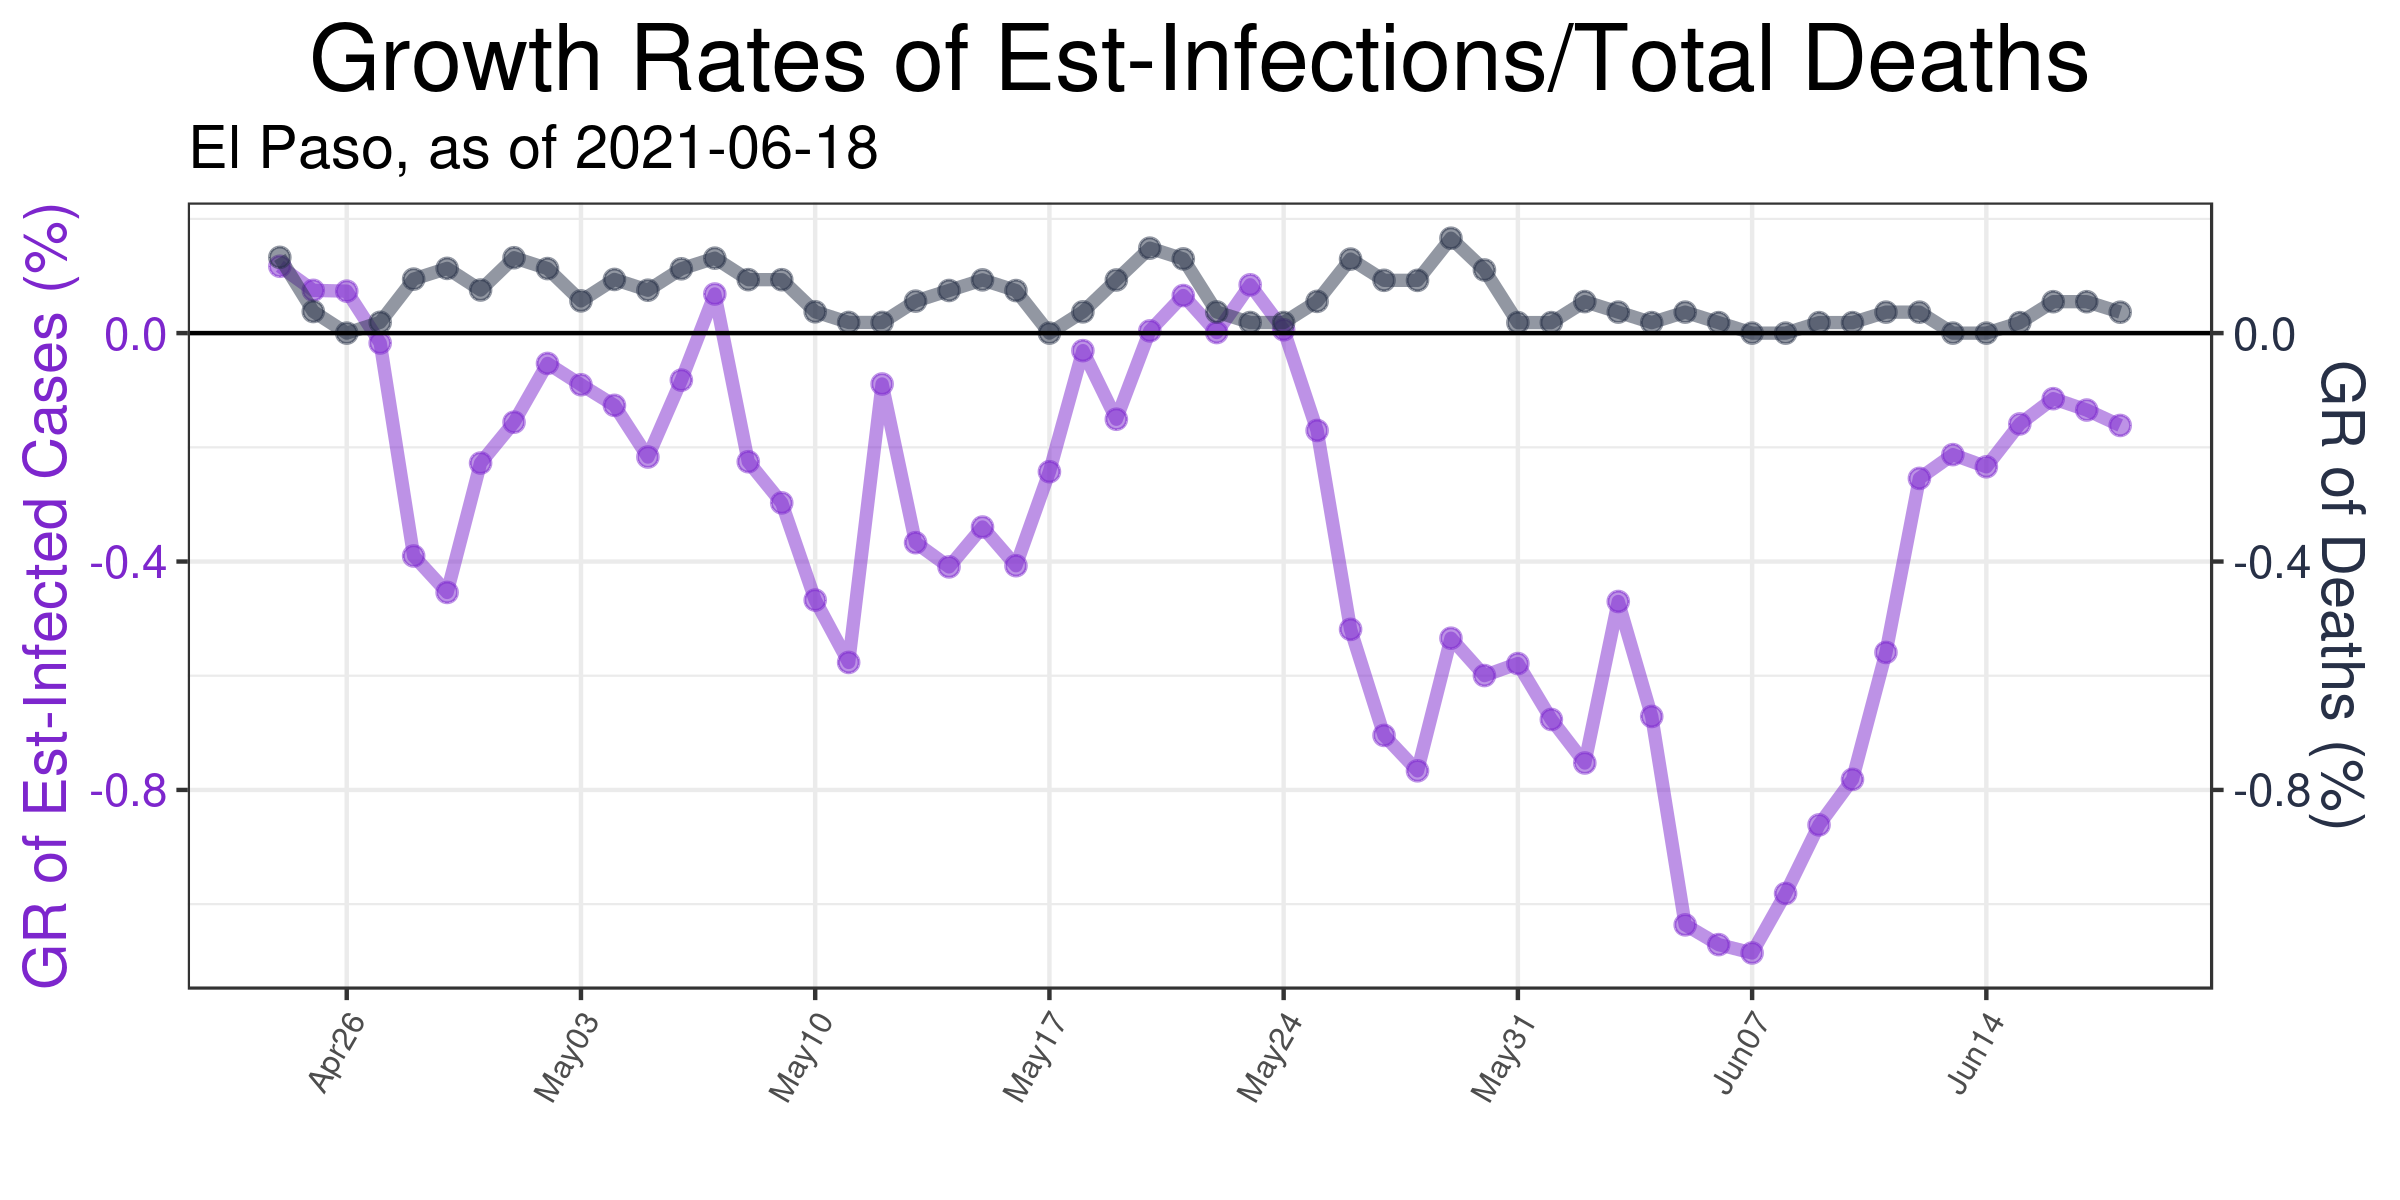 Growth Rates of Est-Infections/Total Deaths
El Paso, as of 2021-06-18
GR of Est-Infected Cases (%)
0.0
-0.4
-0.8
0.0
-0.4
-0.8
GR of Deaths (%)
Apr26
May03
May10
May17
May24
May31
Jun07
Jun14